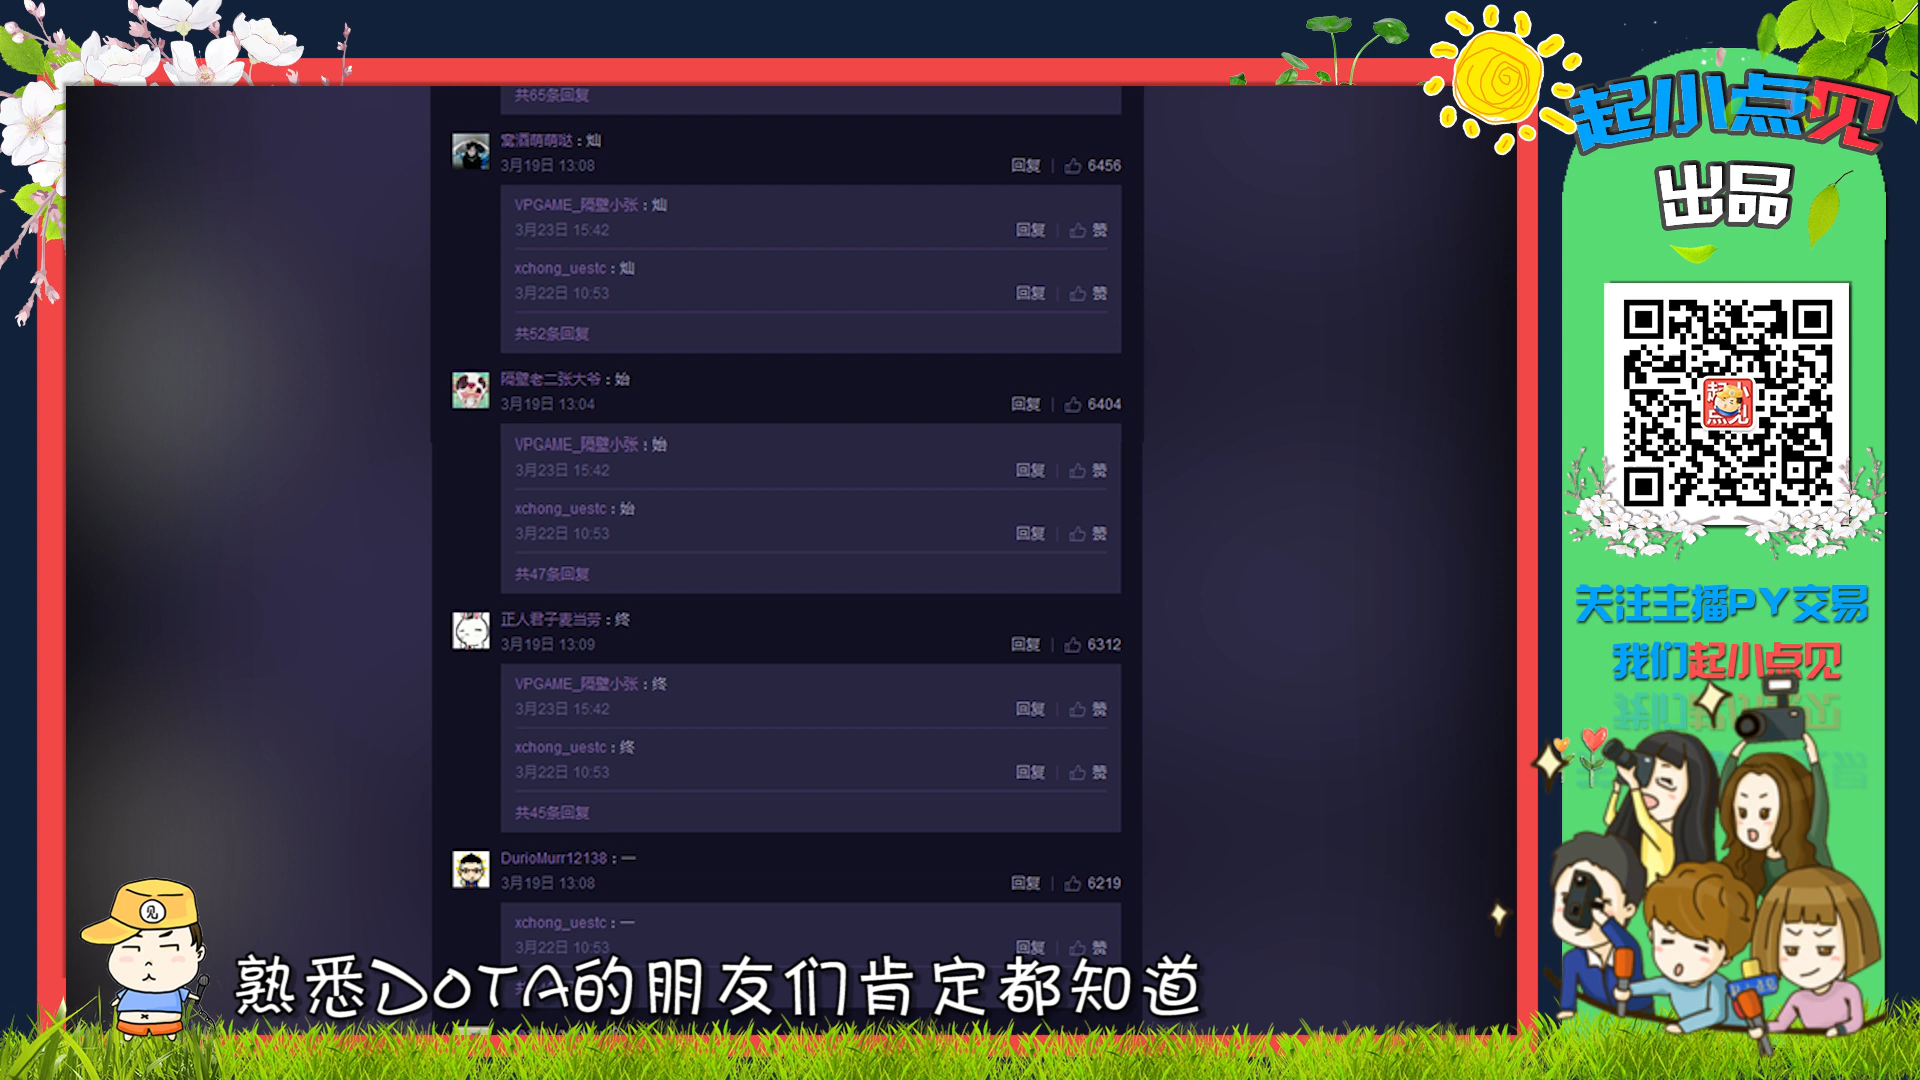 共65条回复
窝酒萌萌哒：灿
3月19日 13:08
回复 | 6456
VPGAME_隔壁小张：灿
3月23日 15:42
回复 | 赞
xchong_uestc：灿
3月22日 10:53
回复 | 赞
共52条回复
隔壁老二张大爷：始
3月19日 13:04
回复 | 6404
VPGAME_隔壁小张：始
3月23日 15:42
回复 | 赞
xchong_uestc：始
3月22日 10:53
回复 | 赞
共47条回复
正人君子麦当劳：终
3月19日 13:09
回复 | 6312
VPGAME_隔壁小张：终
3月23日 15:42
回复 | 赞
xchong_uestc：终
3月22日 10:53
回复 | 赞
共45条回复
DurioMurr12138：一
3月19日 13:08
回复 | 6219
xchong_uestc：一
3月22日 10:53
回复 | 赞
熟悉DOTA的朋友们肯定都知道
见
起小点见
出品
起小点见
关注主播PY交易
我们起小点见